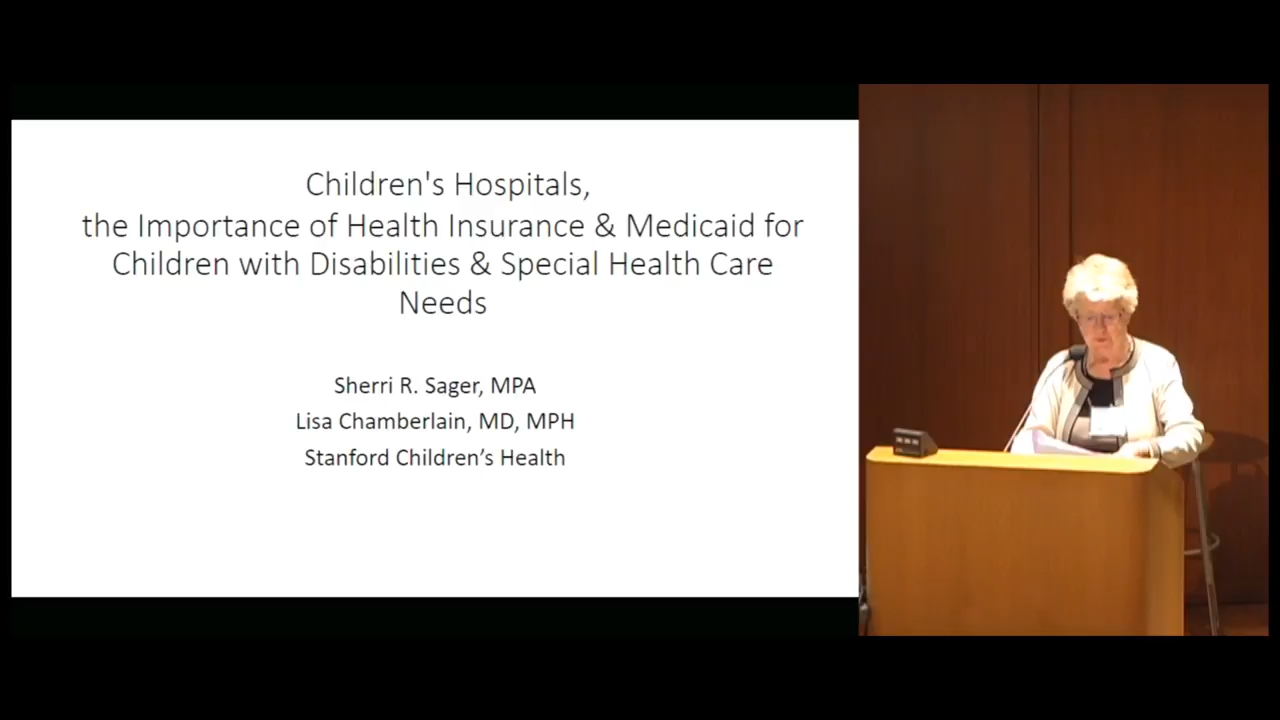 Children's Hospitals,
the Importance of Health Insurance & Medicaid for
Children with Disabilities & Special Health Care
Needs
Sherri R. Sager, MPA
Lisa Chamberlain, MD, MPH
Stanford Children’s Health